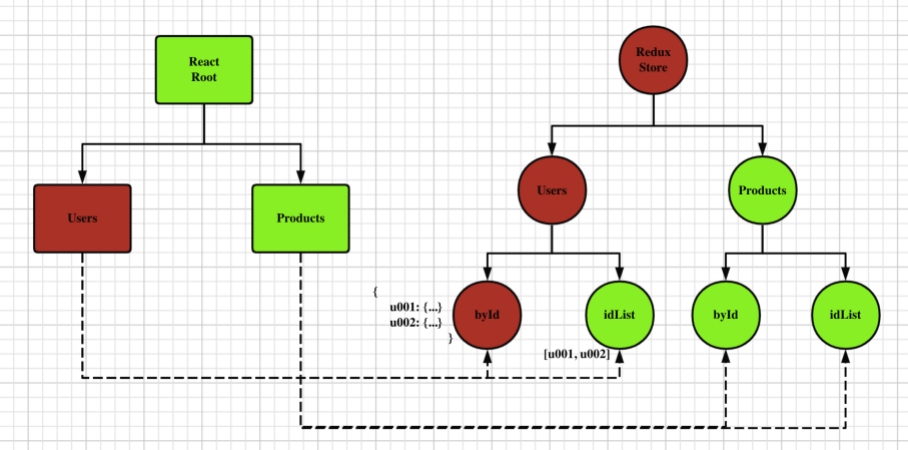 React
Root
Redux
Store
Users
Products
Users
Products
{
u001: {...}
u002: {...}
}
byId
idList
byId
idList
[u001, u002]